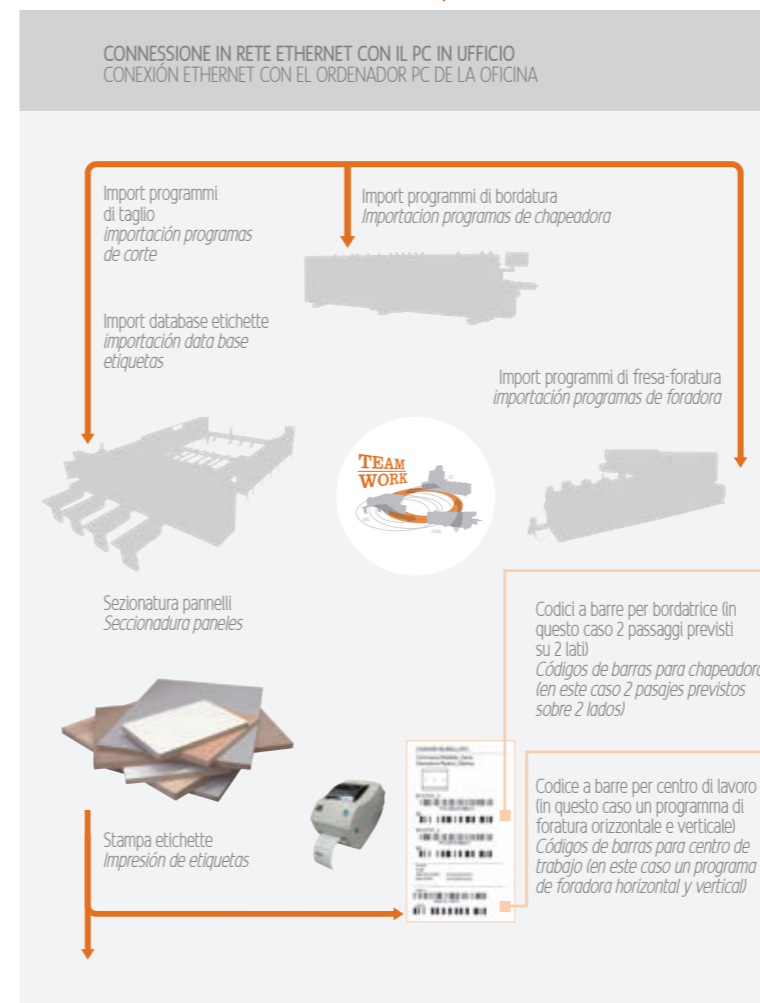 CONNESSIONE IN RETE ETHERNET CON IL PC IN UFFICIO
CONEXIÓN ETHERNET CON EL ORDENADOR PC DE LA OFICINA
Import programmi
di taglio
importación programas
de corte
Import programmi di bordatura
Importacion programas de chapeadora
Import database etichette
importación data base
etiquetas
Import programmi di fresa-foratura
importación programas de foradora
TEAM
WORK
Sezionatura pannelli
Seccionadura paneles
Codici a barre per bordatrice (in
questo caso 2 passaggi previsti
su 2 lati)
Códigos de barras para chapeadora
(en este caso 2 pasajes previstos
sobre 2 lados)
Stampa etichette
Impresión de etiquetas
Codice a barre per centro di lavoro
(in questo caso un programma di
foratura orizzontale e verticale)
Códigos de barras para centro de
trabajo (en este caso un programa
de foradora horizontal y vertical)